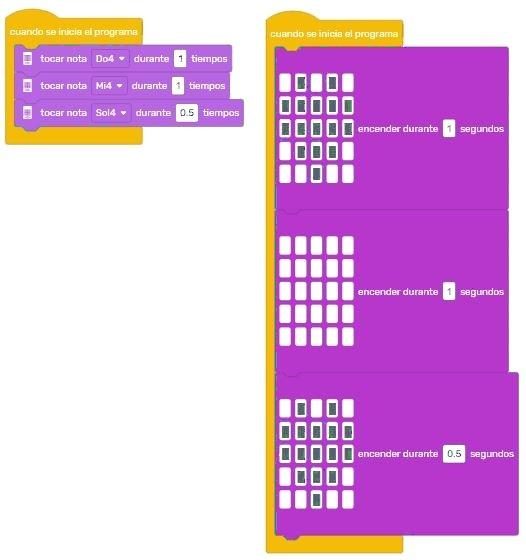 cuando se inicie el programa
tocar nota Do4 durante 1 tiempos
tocar nota Mi4 durante 1 tiempos
tocar nota Sol4 durante 0.5 tiempos
cuando se inicie el programa
encender durante 1 segundos
encender durante 1 segundos
encender durante 0.5 segundos